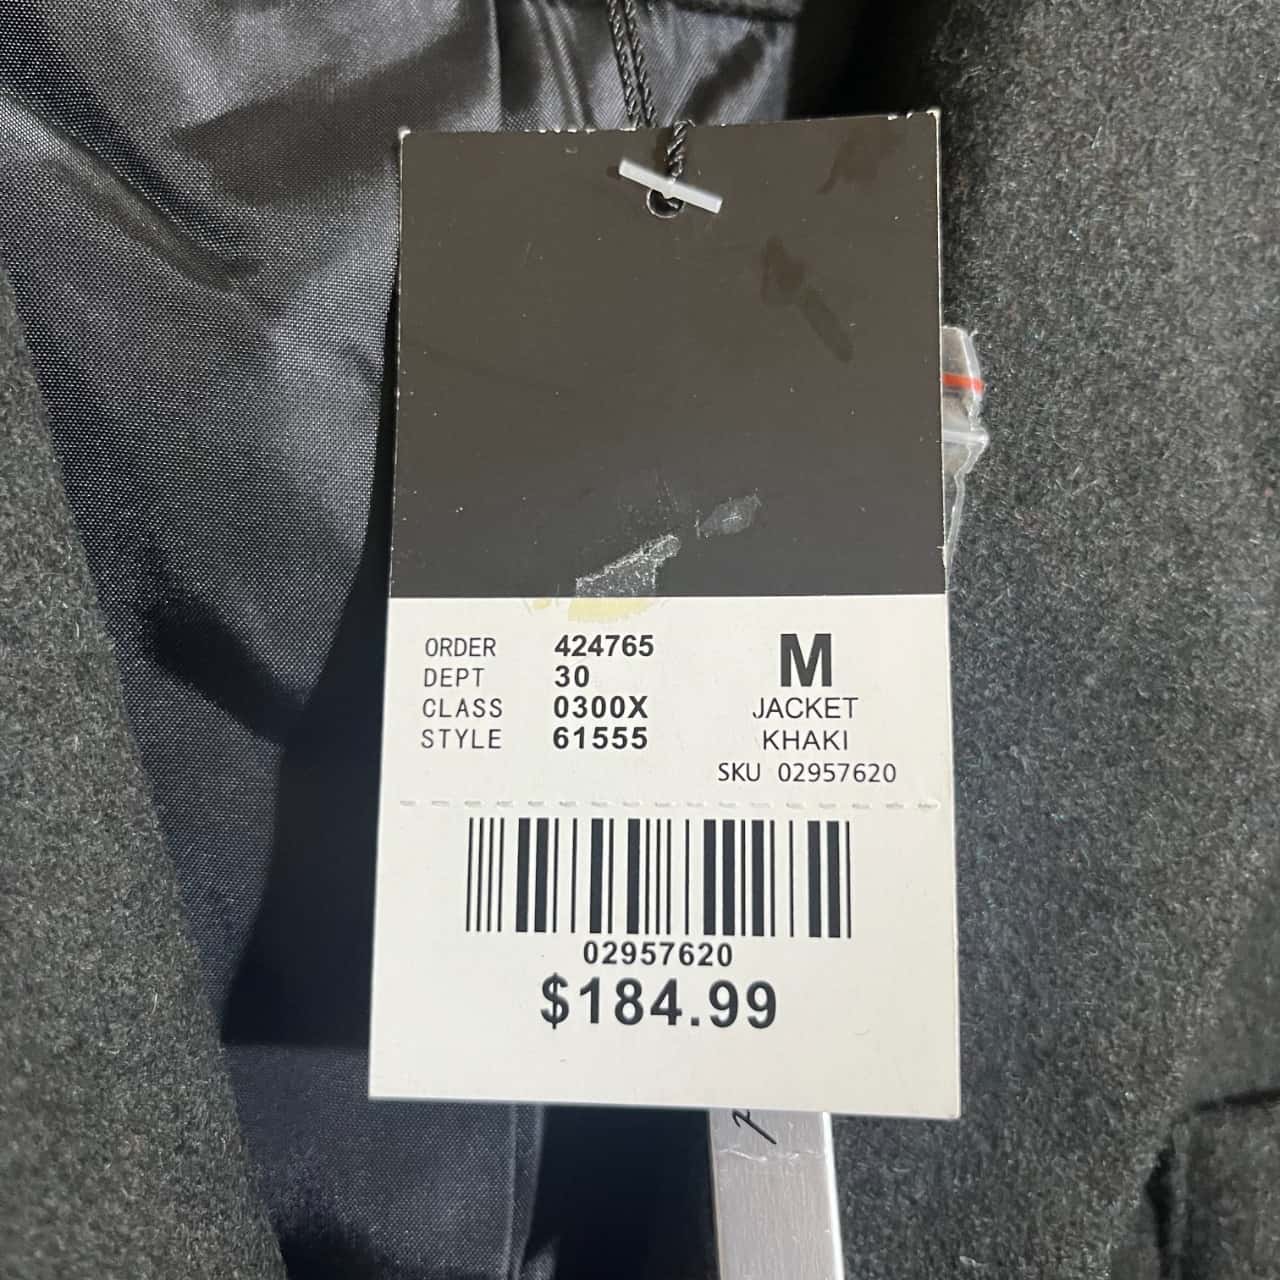 ORDER 424765
DEPT 30
CLASS 0300X
STYLE 61555
M
JACKET
KHAKI
SKU 02957620
02957620
$184.99